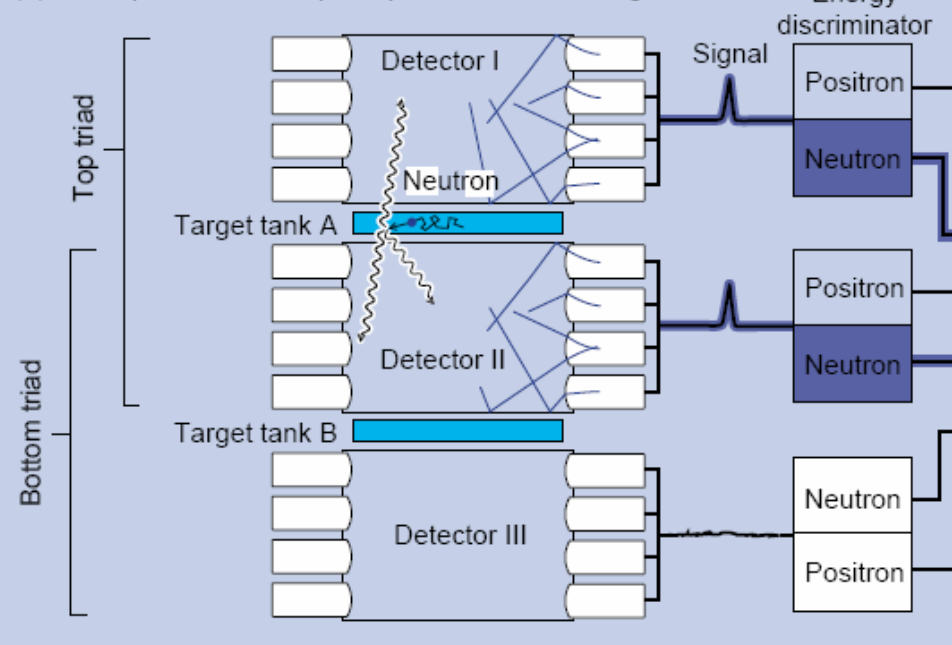 Energy
discriminator
Signal
Top triad
Detector I
Positron
Neutron
Neutron
Target tank A
Bottom triad
Detector II
Positron
Neutron
Target tank B
Detector III
Neutron
Positron